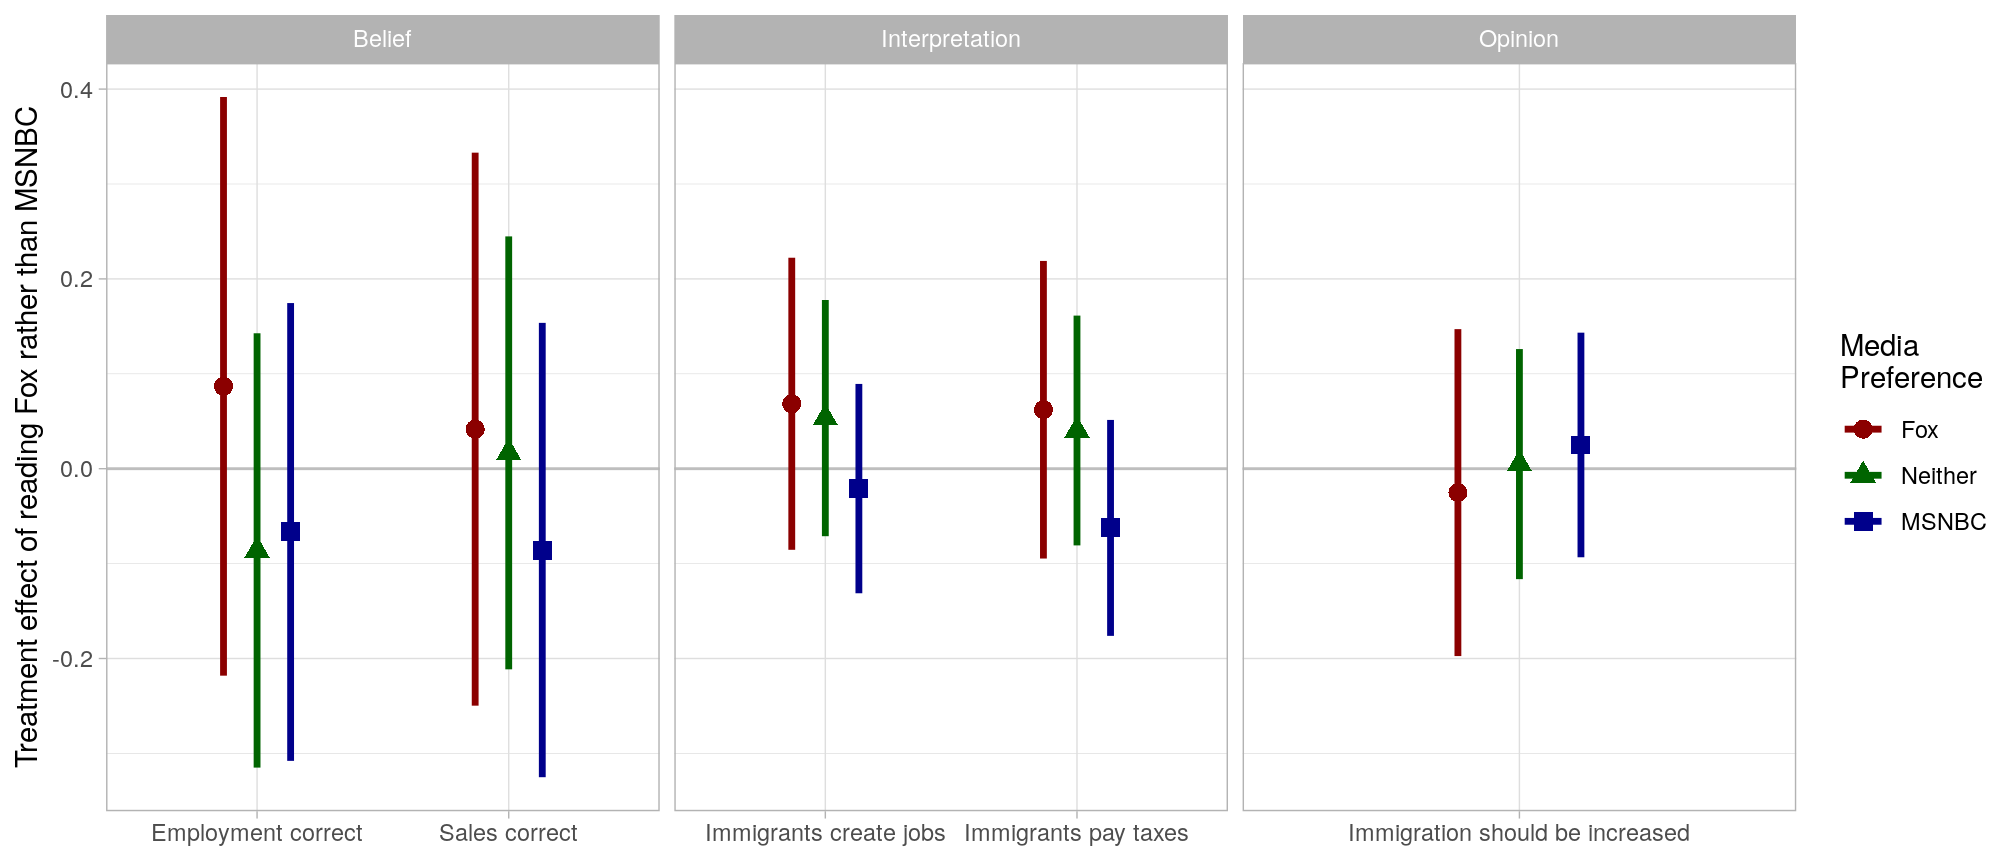 Belief
Interpretation
Opinion
Treatment effect of reading Fox rather than MSNBC
0.4
0.2
0.0
-0.2
Employment correct
Sales correct
Immigrants create jobs
Immigrants pay taxes
Immigration should be increased
Media
Preference
Fox
Neither
MSNBC